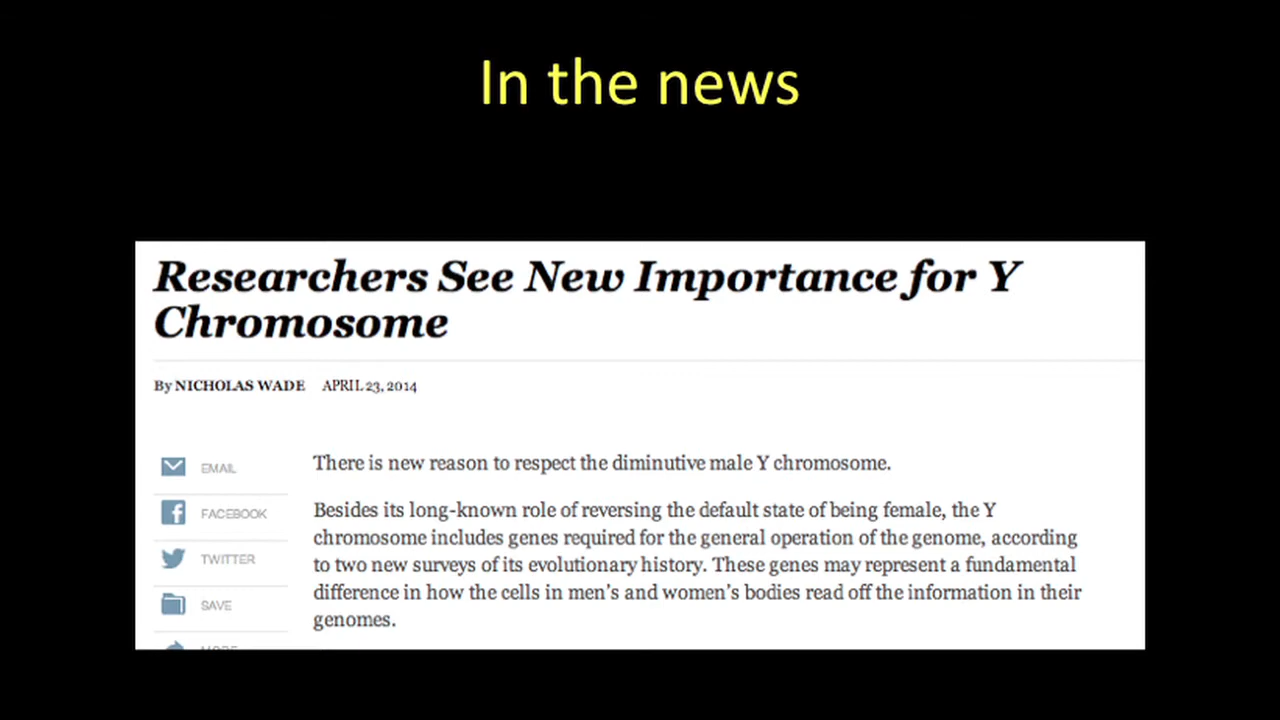 In the news
Researchers See New Importance for Y
Chromosome
By NICHOLAS WADE APRIL 23, 2014
EMAIL
FACEBOOK
TWITTER
SAVE
MORE
There is new reason to respect the diminutive male Y chromosome.
Besides its long-known role of reversing the default state of being female, the Y
chromosome includes genes required for the general operation of the genome, according
to two new surveys of its evolutionary history. These genes may represent a fundamental
difference in how the cells in men's and women's bodies read off the information in their
genomes.